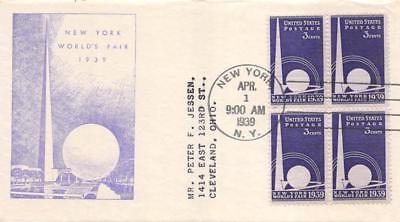 NEW YORK
WORLD'S FAIR
1939
MR. PETER F. JESSEN,
1414 EAST 123RD ST.,
CLEVELAND, OHIO.
NEW YORK
APR.
1
9:00 AM
1939
N. Y.
UNITED STATES
POSTAGE
3 CENTS
NEW YORK 1939
WORLD'S FAIR
UNITED STATES
POSTAGE
3 CENTS
NEW YORK 1939
WORLD'S FAIR
UNITED STATES
POSTAGE
3 CENTS
NEW YORK 1939
WORLD'S FAIR
UNITED STATES
POSTAGE
3 CENTS
NEW YORK 1939
WORLD'S FAIR